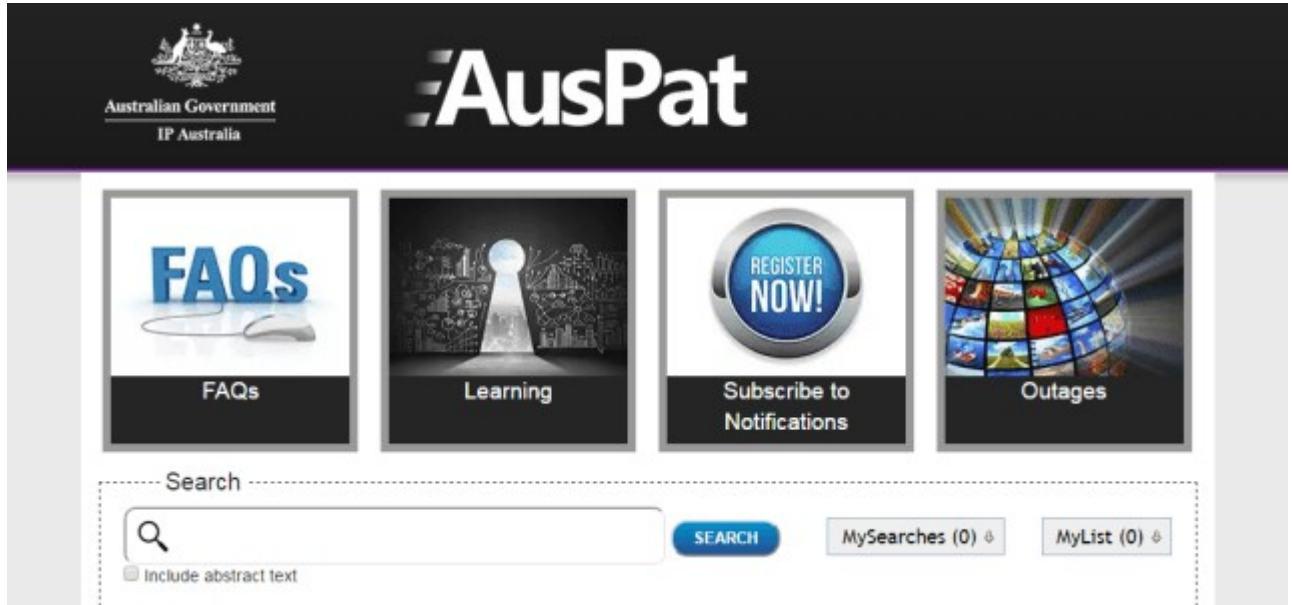 Australian Government
IP Australia
AusPat
FAQs
REGISTER
NOW!
FAQs
Learning
Subscribe to
Notifications
Outages
Search
SEARCH
MySearches (0)
MyList (0)
Include abstract text